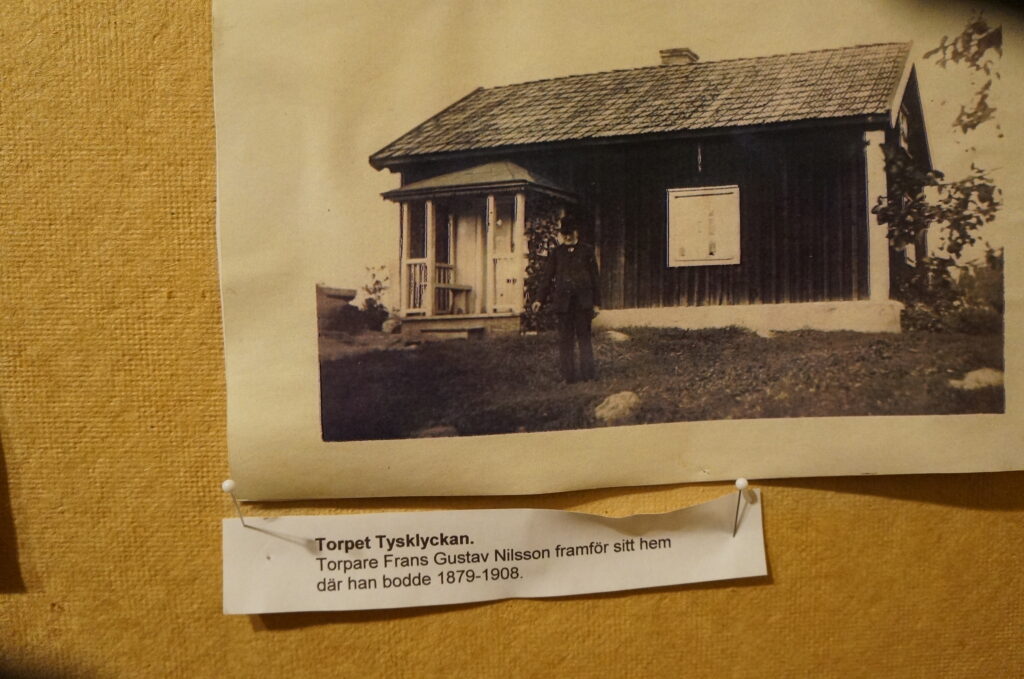 Torpet Tysklyckan.
Torpare Frans Gustav Nilsson framför sitt hem
där han bodde 1879-1908.